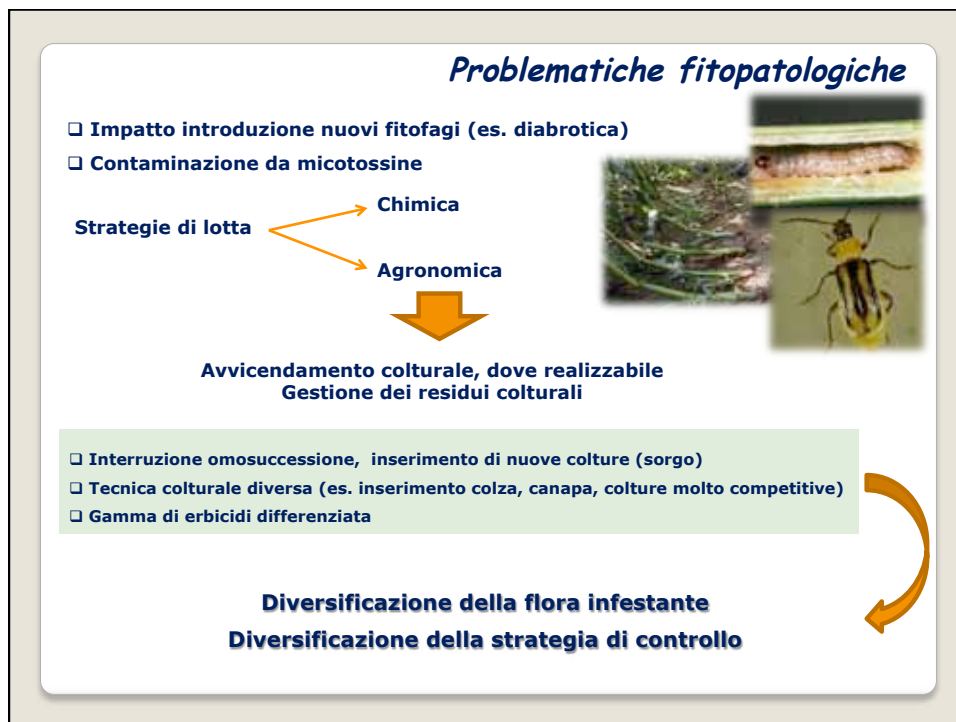 Problematiche fitopatologiche
❑ Impatto introduzione nuovi fitofagi (es. diabrotica)
❑ Contaminazione da micotossine
Chimica
Strategie di lotta
Agronomica
Avvicendamento colturale, dove realizzabile
Gestione dei residui colturali
❑ Interruzione omosuccessione, inserimento di nuove colture (sorgo)
❑ Tecnica colturale diversa (es. inserimento colza, canapa, colture molto competitive)
❑ Gamma di erbicidi differenziata
Diversificazione della flora infestante
Diversificazione della strategia di controllo